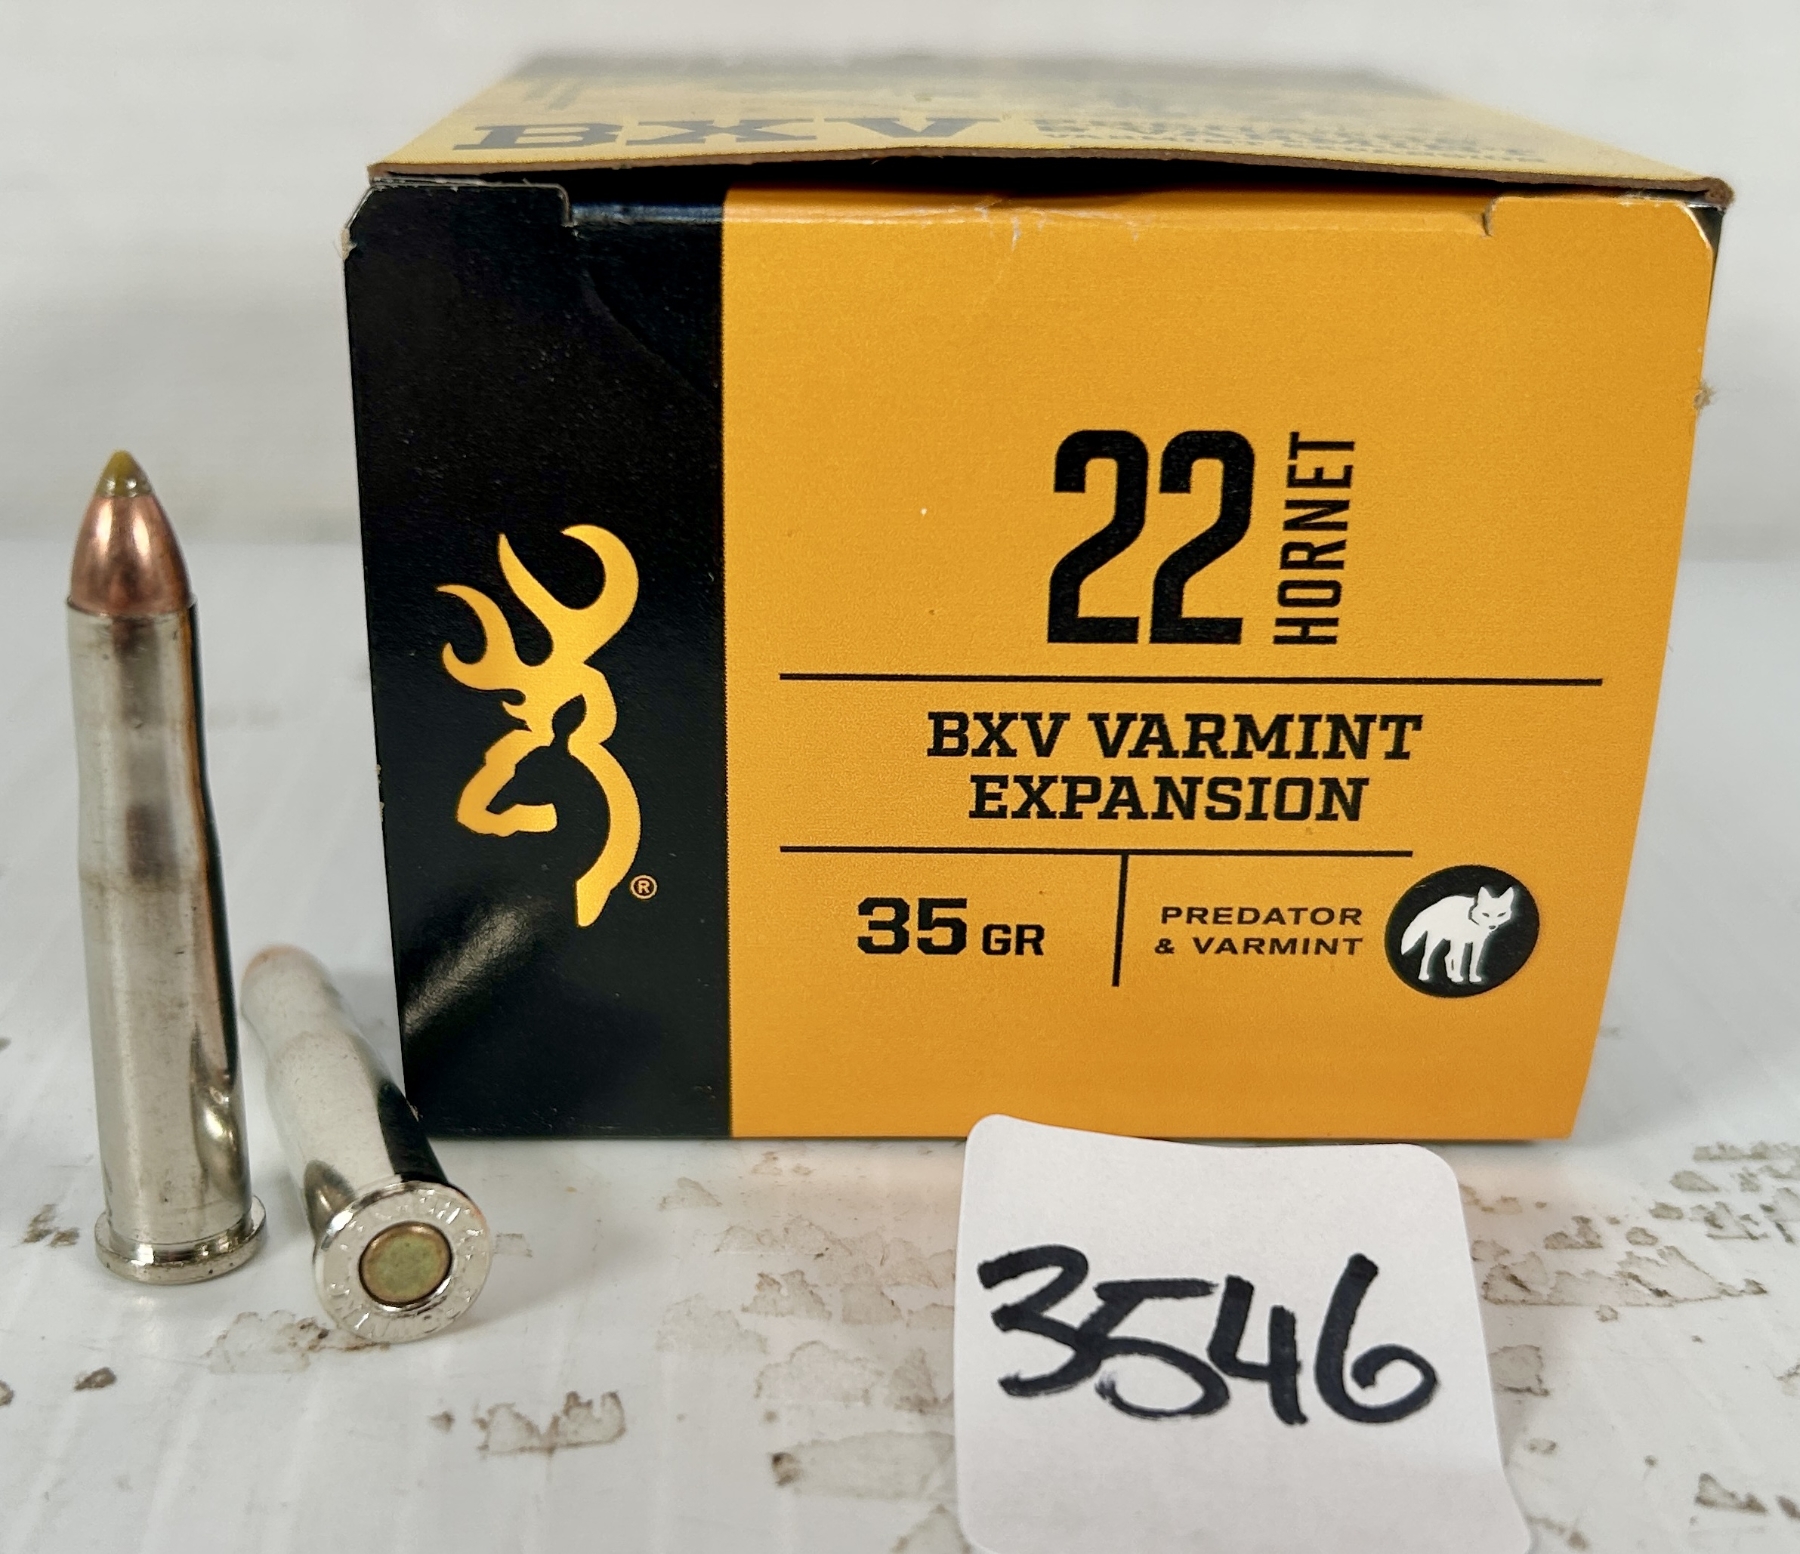 BXV
22
HORNET
BXV VARMINT
EXPANSION
35 GR
PREDATOR
& VARMINT
®
3546